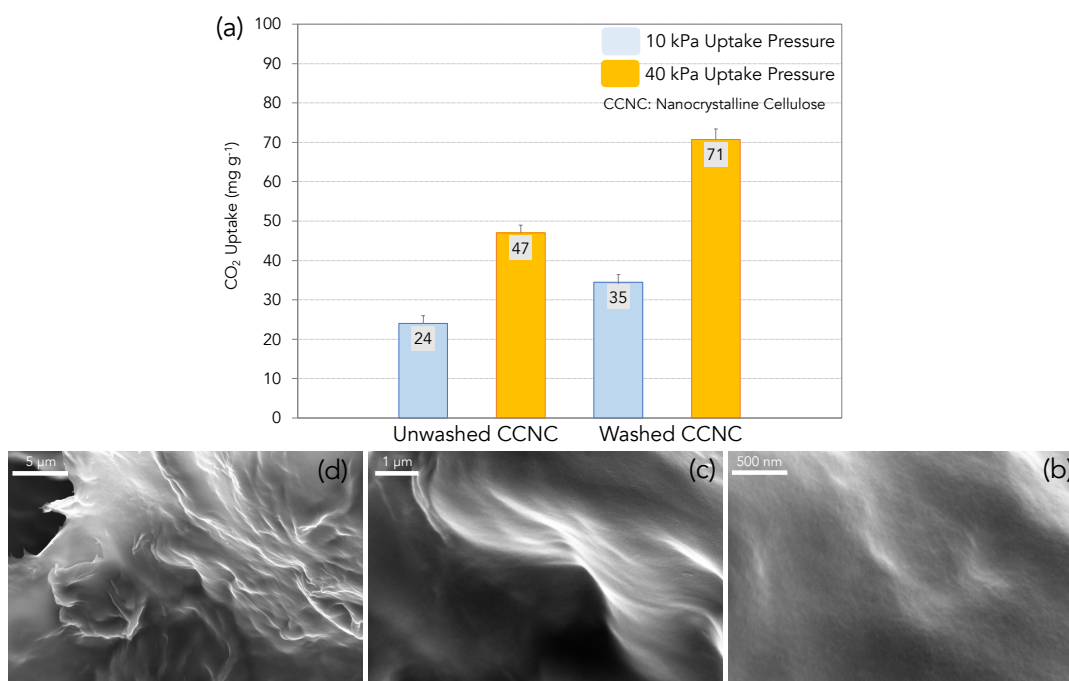 (a)
100
90
80
70
60
50
40
30
20
10
0
CO₂ Uptake (mg g⁻¹)
10 kPa Uptake Pressure
40 kPa Uptake Pressure
CCNC: Nanocrystalline Cellulose
24
47
35
71
Unwashed CCNC
Washed CCNC
5 µm
(d)
1 µm
(c)
500 nm
(b)